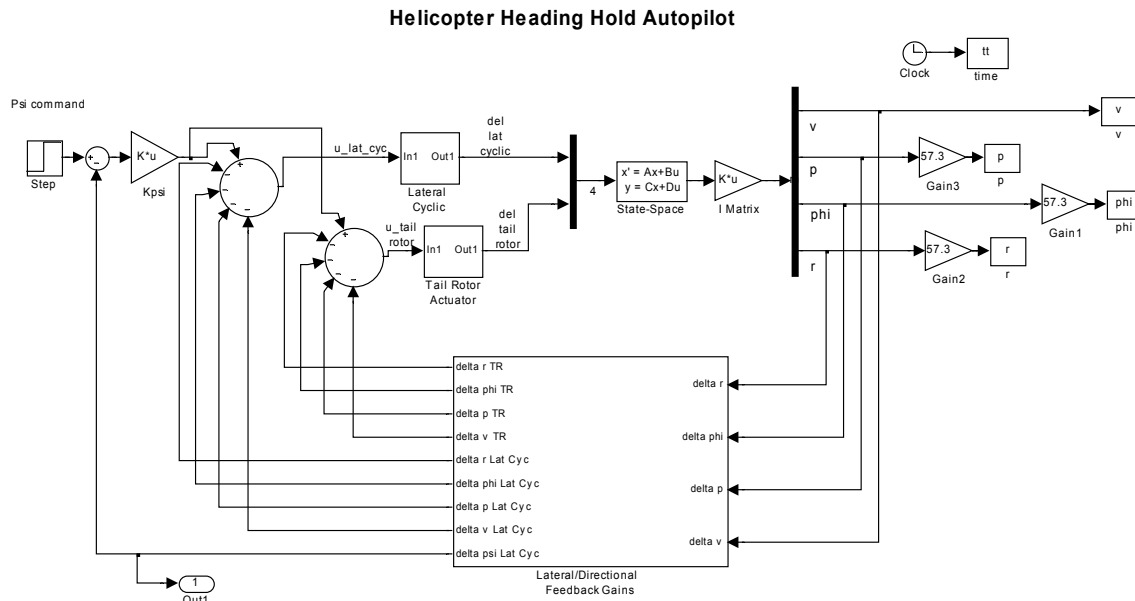 Helicopter Heading Hold Autopilot
tt
Clock
time
Psi command
Step
K*u
Kpsi
u_lat_cyc
In1 Out1
Lateral
Cyclic
del
lat
cyclic
u_tail
rotor
In1 Out1
Tail Rotor
Actuator
del
tail
rotor
4
x' = Ax+Bu
y = Cx+Du
State-Space
K*u
I Matrix
v
p
phi
r
v
v
57.3
Gain3
p
p
57.3
Gain1
phi
phi
57.3
Gain2
r
r
delta r TR
delta phi TR
delta p TR
delta v TR
delta r Lat Cyc
delta phi Lat Cyc
delta p Lat Cyc
delta v Lat Cyc
delta psi Lat Cyc
delta r
delta phi
delta p
delta v
Lateral/Directional
Feedback Gains
1
Out1